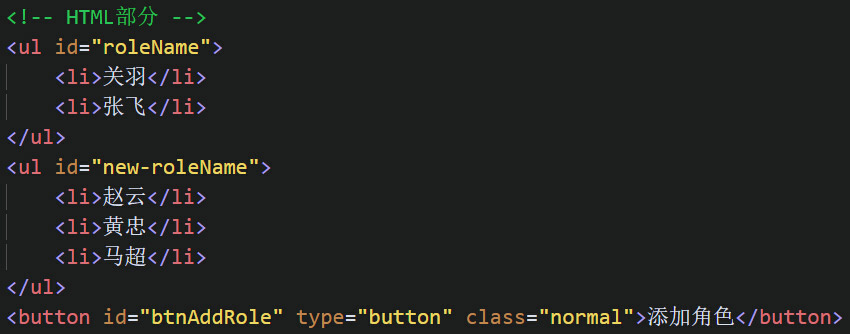 <!-- HTML部分 -->
<ul id="roleName">
    <li>关羽</li>
    <li>张飞</li>
</ul>
<ul id="new-roleName">
    <li>赵云</li>
    <li>黄忠</li>
    <li>马超</li>
</ul>
<button id="btnAddRole" type="button" class="normal">添加角色</button>